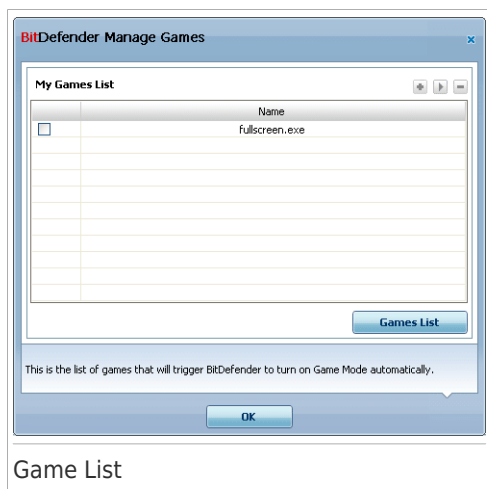 BitDefender Manage Games
My Games List
Name
fullscreen.exe
Games List
This is the list of games that will trigger BitDefender to turn on Game Mode automatically.
OK
Game List